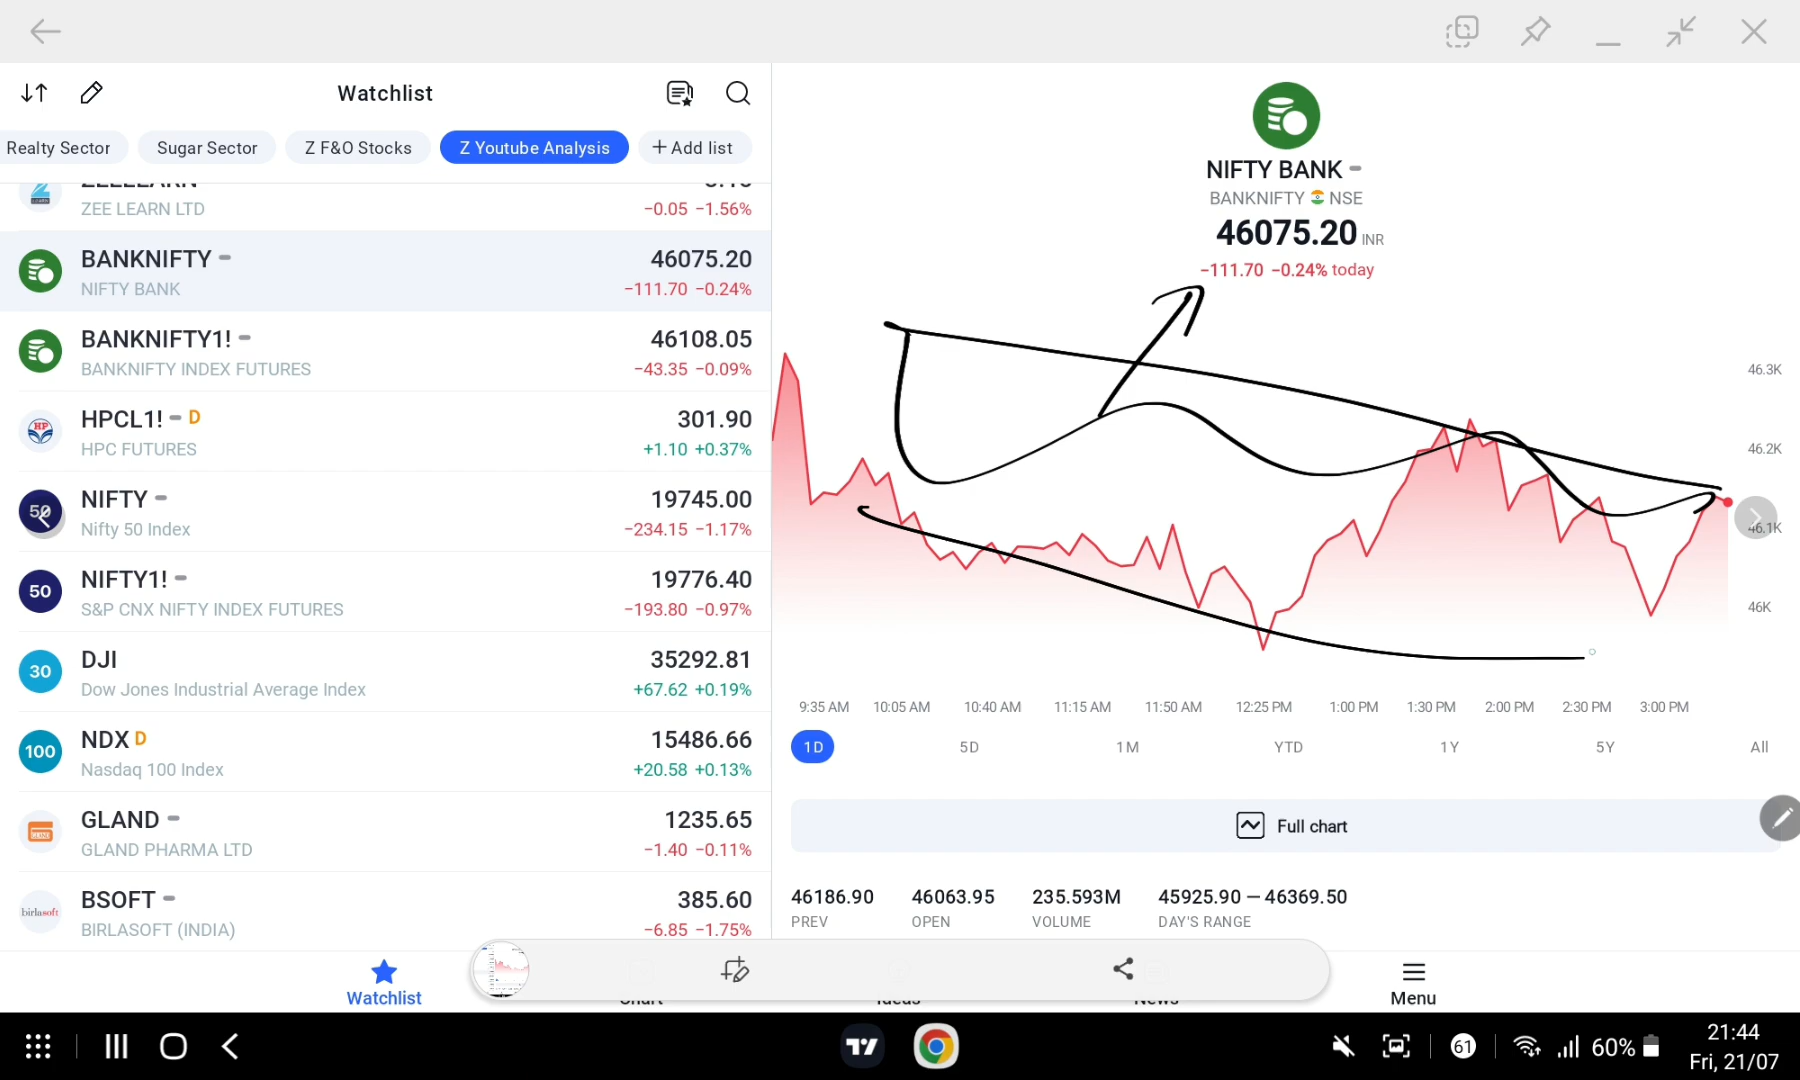 Watchlist
Realty Sector
Sugar Sector
Z F&O Stocks
Z Youtube Analysis
+ Add list
ZEE LEARN LTD
−0.05 −1.56%
BANKNIFTY
46075.20
NIFTY BANK
−111.70 −0.24%
BANKNIFTY1!
46108.05
BANKNIFTY INDEX FUTURES
−43.35 −0.09%
HPCL1! D
301.90
HPC FUTURES
+1.10 +0.37%
NIFTY
19745.00
Nifty 50 Index
−234.15 −1.17%
50
NIFTY1!
19776.40
S&P CNX NIFTY INDEX FUTURES
−193.80 −0.97%
30
DJI
35292.81
Dow Jones Industrial Average Index
+67.62 +0.19%
100
NDX D
15486.66
Nasdaq 100 Index
+20.58 +0.13%
GLAND
1235.65
GLAND PHARMA LTD
−1.40 −0.11%
birlasoft
BSOFT
385.60
BIRLASOFT (INDIA)
−6.85 −1.75%
NIFTY BANK
BANKNIFTY NSE
46075.20 INR
−111.70 −0.24% today
46.3K
46.2K
46.1K
46K
9:35 AM 10:05 AM 10:40 AM 11:15 AM 11:50 AM 12:25 PM 1:00 PM 1:30 PM 2:00 PM 2:30 PM 3:00 PM
1D 5D 1M YTD 1Y 5Y All
Full chart
46186.90 46063.95 235.593M 45925.90 — 46369.50
PREV OPEN VOLUME DAY'S RANGE
Watchlist
Chart
Ideas
News
Menu
61
60%
21:44
Fri, 21/07